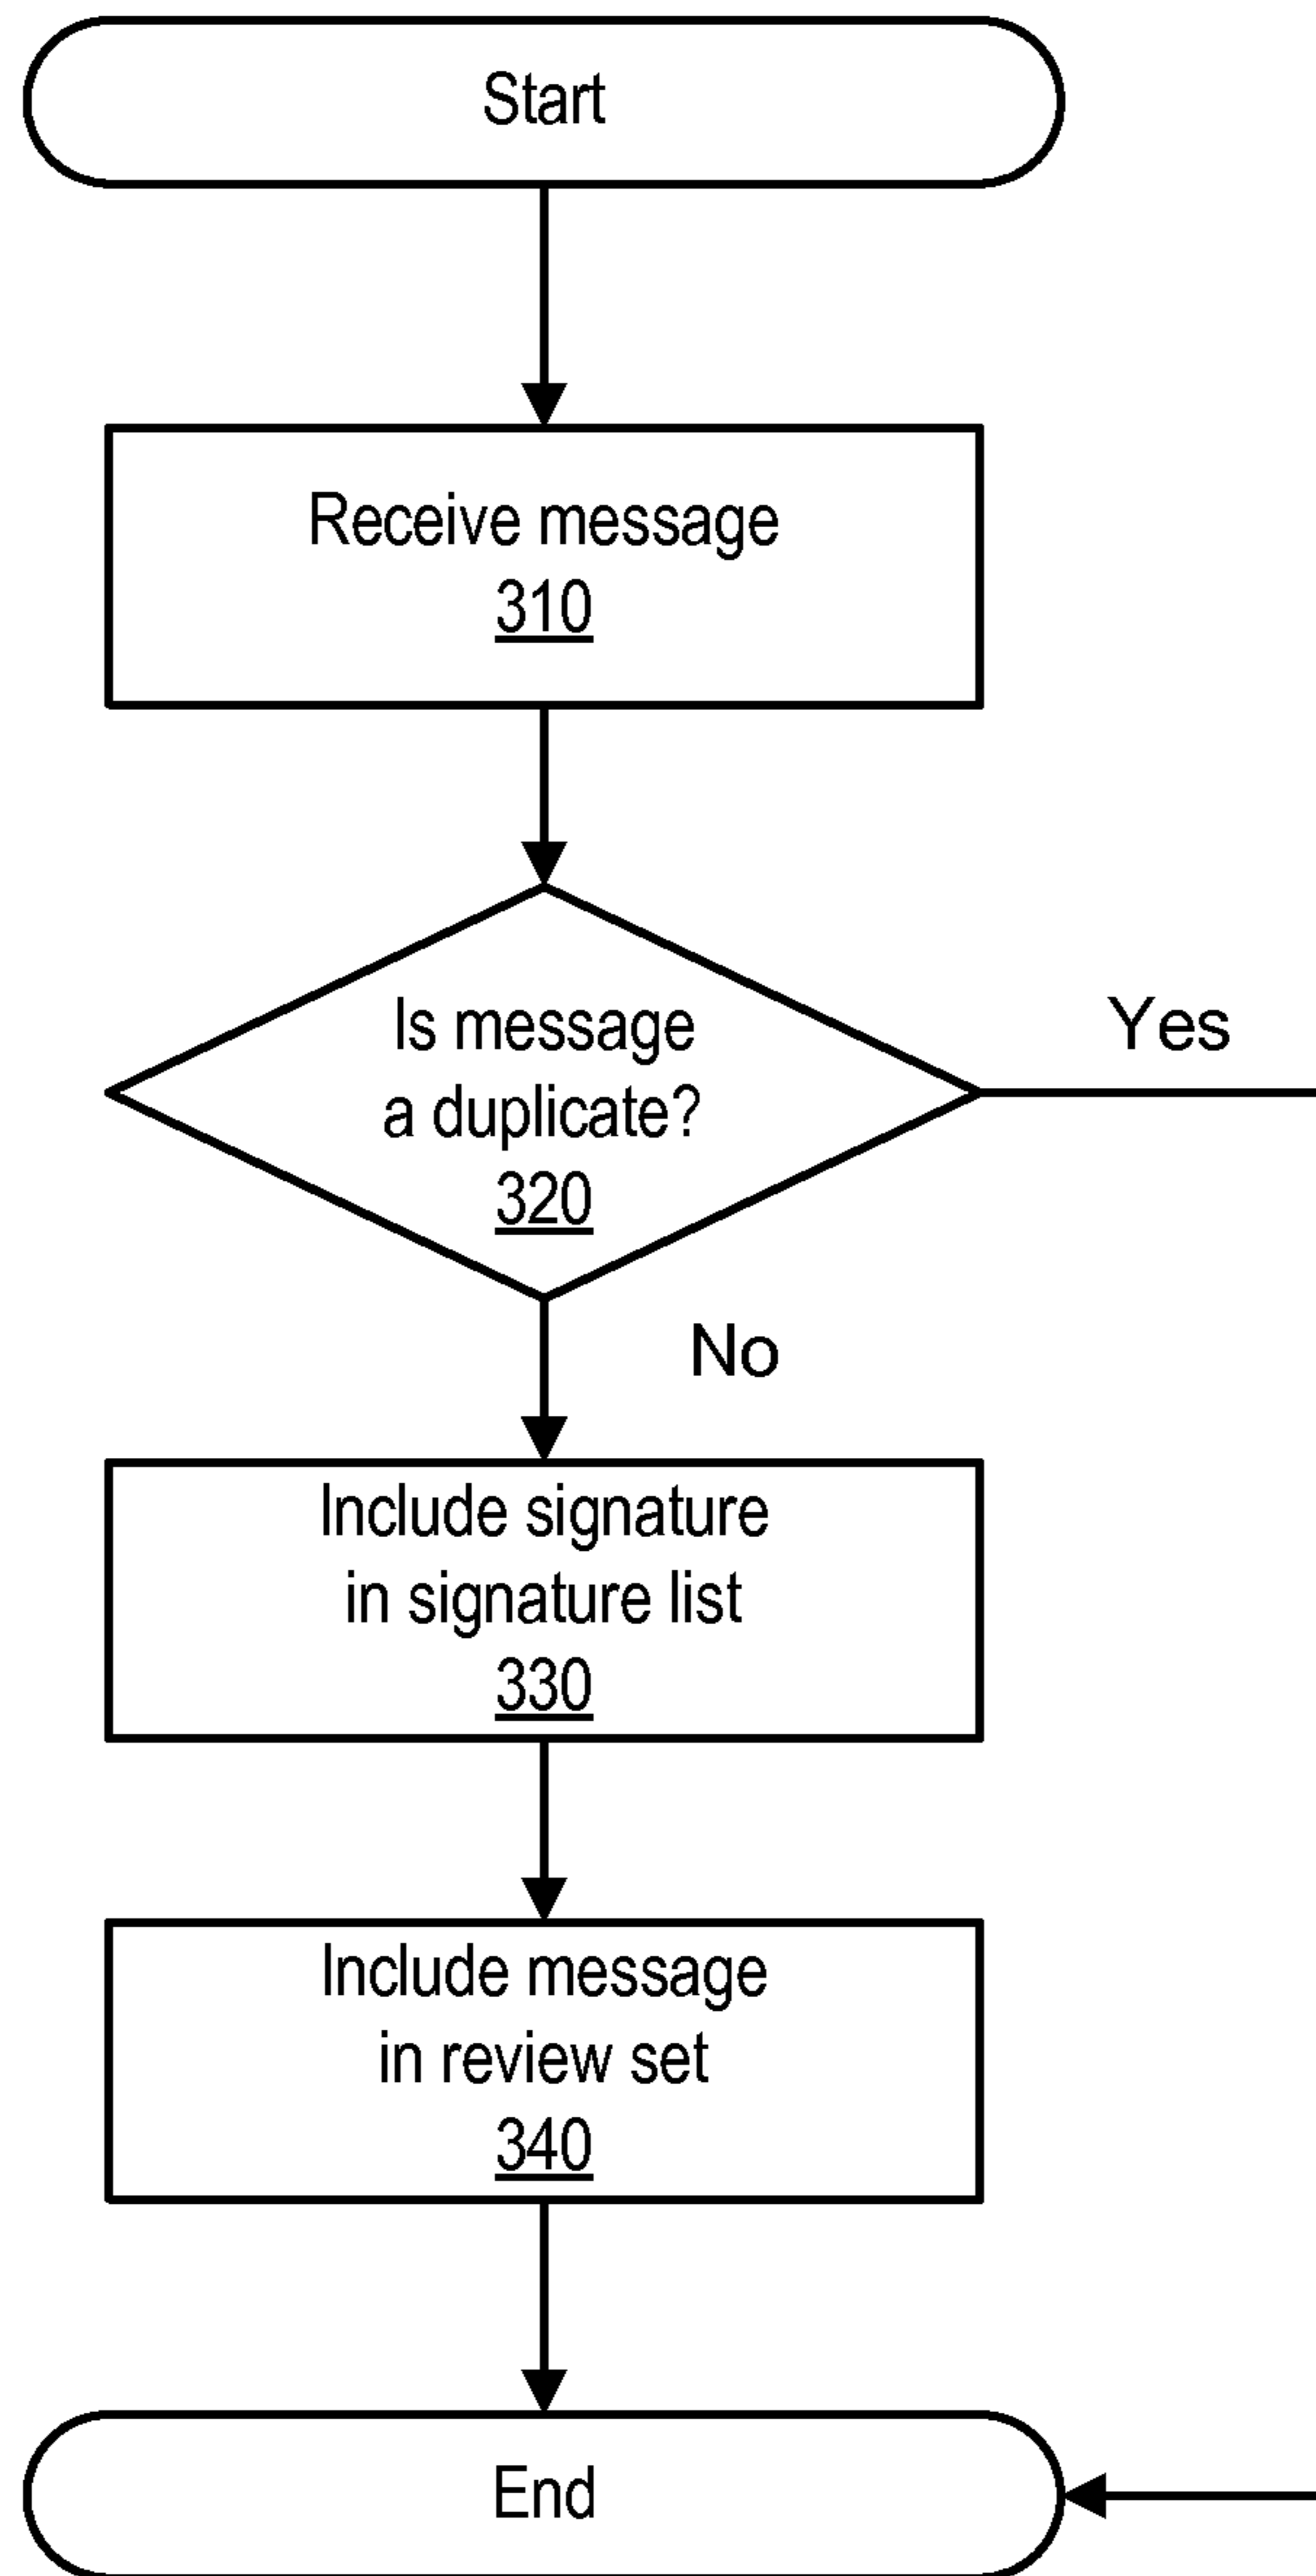 Start
Receive message
310
Is message
a duplicate?
320
Yes
No
Include signature
in signature list
330
Include message
in review set
340
End